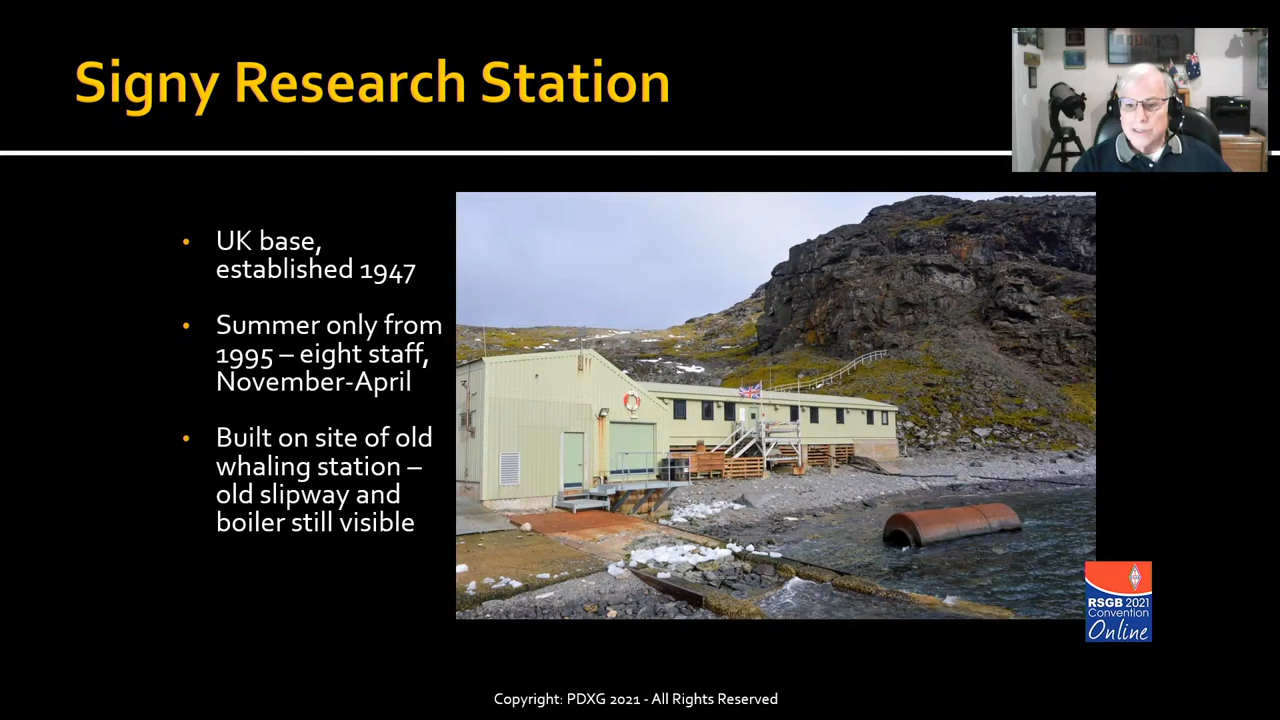 Signy Research Station
• UK base,
established 1947
• Summer only from
1995 – eight staff,
November-April
• Built on site of old
whaling station –
old slipway and
boiler still visible
RSGB 2021
Convention
Online
Copyright: PDXG 2021 - All Rights Reserved